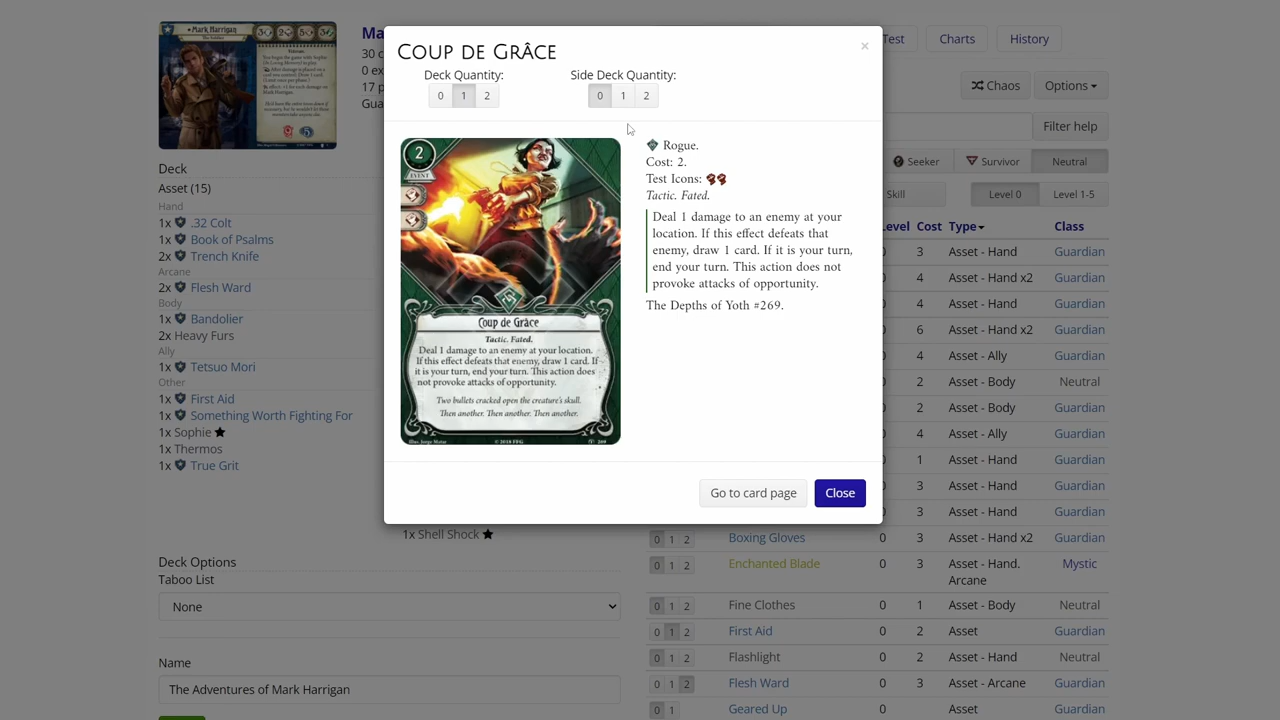 Mark Harrigan
Ma
30 c
0 ex
17 p
Gua
Test
Charts
History
Chaos
Options
Filter help
Seeker
Survivor
Neutral
Skill
Level 0
Level 1-5
Coup de Grâce
×
Deck Quantity:
0 1 2
Side Deck Quantity:
0 1 2
2
EVENT
Coup de Grâce
Tactic. Fated.
Deal 1 damage to an enemy at your location.
If this effect defeats that enemy, draw 1 card. If
it is your turn, end your turn. This action does
not provoke attacks of opportunity.
Two bullets cracked open the creature's skull.
Then another. Then another. Then another.
Rogue.
Cost: 2.
Test Icons:
Tactic. Fated.
Deal 1 damage to an enemy at your
location. If this effect defeats that
enemy, draw 1 card. If it is your turn,
end your turn. This action does not
provoke attacks of opportunity.
The Depths of Yoth #269.
Go to card page
Close
Deck
Asset (15)
Hand
1x .32 Colt
1x Book of Psalms
2x Trench Knife
Arcane
2x Flesh Ward
Body
1x Bandolier
2x Heavy Furs
Ally
1x Tetsuo Mori
Other
1x First Aid
1x Something Worth Fighting For
1x Sophie
1x Thermos
1x True Grit
1x Shell Shock
Deck Options
Taboo List
None
Name
The Adventures of Mark Harrigan
Level Cost Type Class
3 Asset - Hand Guardian
3 Asset - Hand x2 Guardian
4 Asset - Hand Guardian
6 Asset - Hand x2 Guardian
4 Asset - Ally Guardian
2 Asset - Body Neutral
2 Asset - Body Guardian
4 Asset - Ally Guardian
1 Asset - Hand Guardian
3 Asset - Hand Guardian
3 Asset - Hand Guardian
0 1 2 Boxing Gloves 0 3 Asset - Hand x2 Guardian
0 1 2 Enchanted Blade 0 3 Asset - Hand. Mystic
Arcane
0 1 2 Fine Clothes 0 1 Asset - Body Neutral
0 1 2 First Aid 0 2 Asset Guardian
0 1 2 Flashlight 0 2 Asset - Hand Neutral
0 1 2 Flesh Ward 0 3 Asset - Arcane Guardian
0 1 Geared Up 0 Asset Guardian